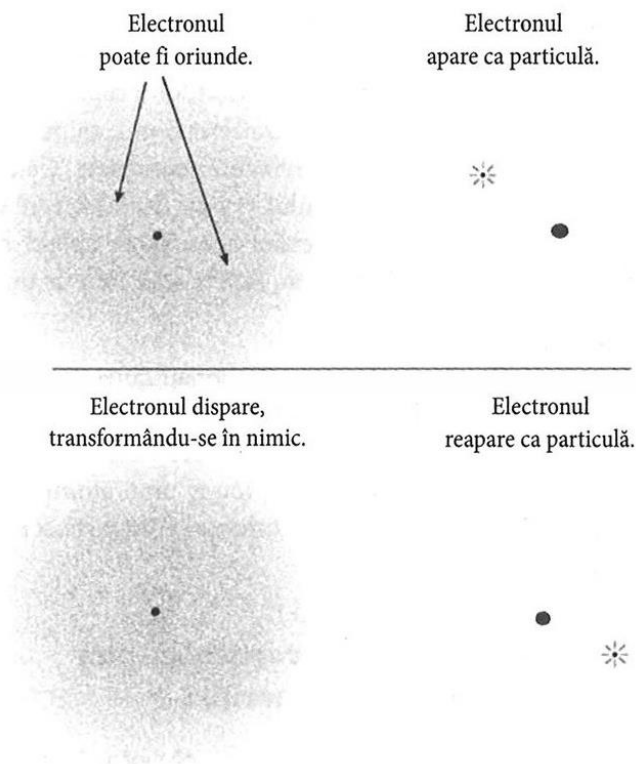 Electronul
poate fi oriunde.
Electronul
apare ca particulă.
Electronul dispare,
transformându-se în nimic.
Electronul
reapare ca particulă.